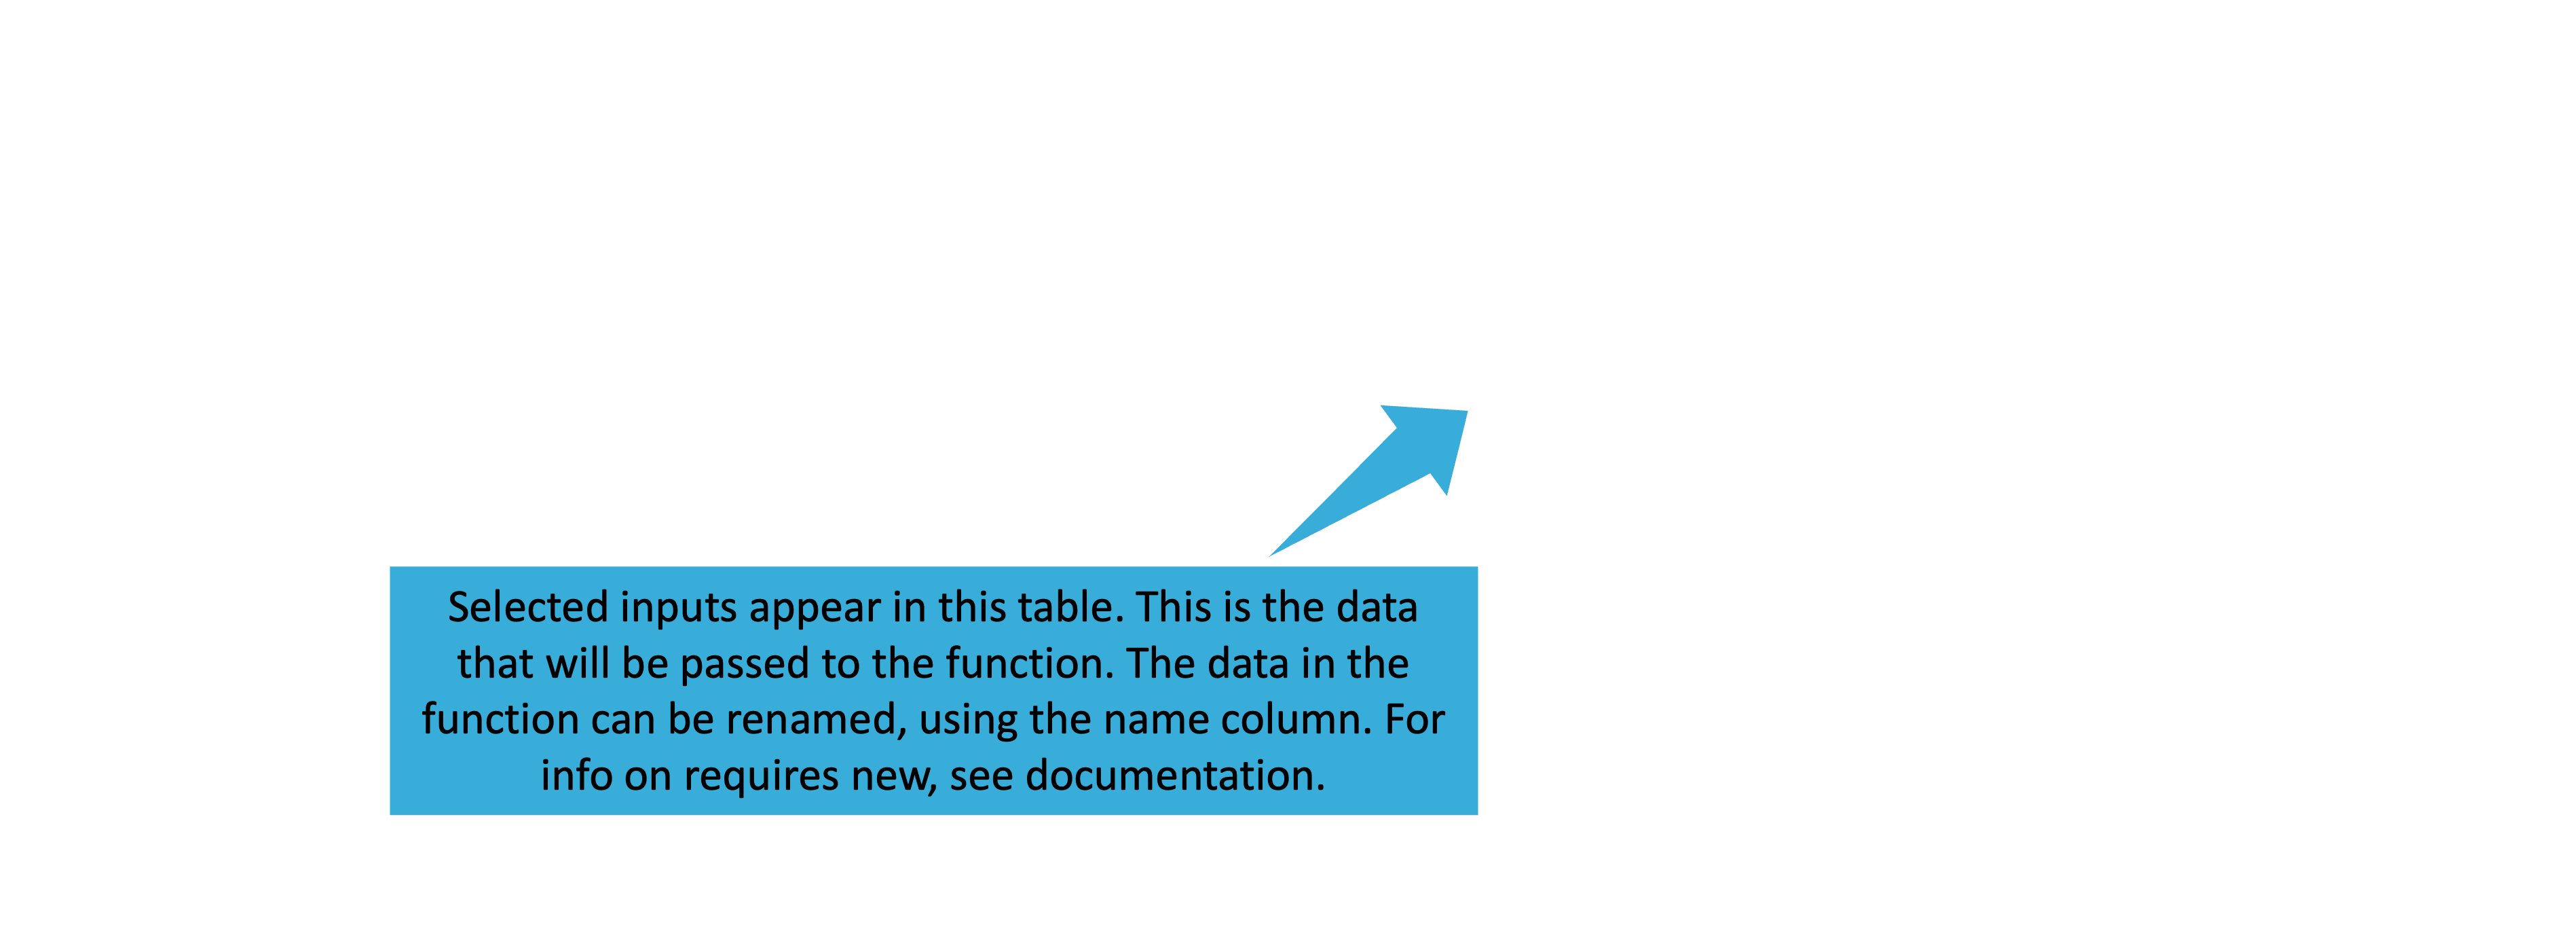 Selected inputs appear in this table. This is the data
that will be passed to the function. The data in the
function can be renamed, using the name column. For
info on requires new, see documentation.